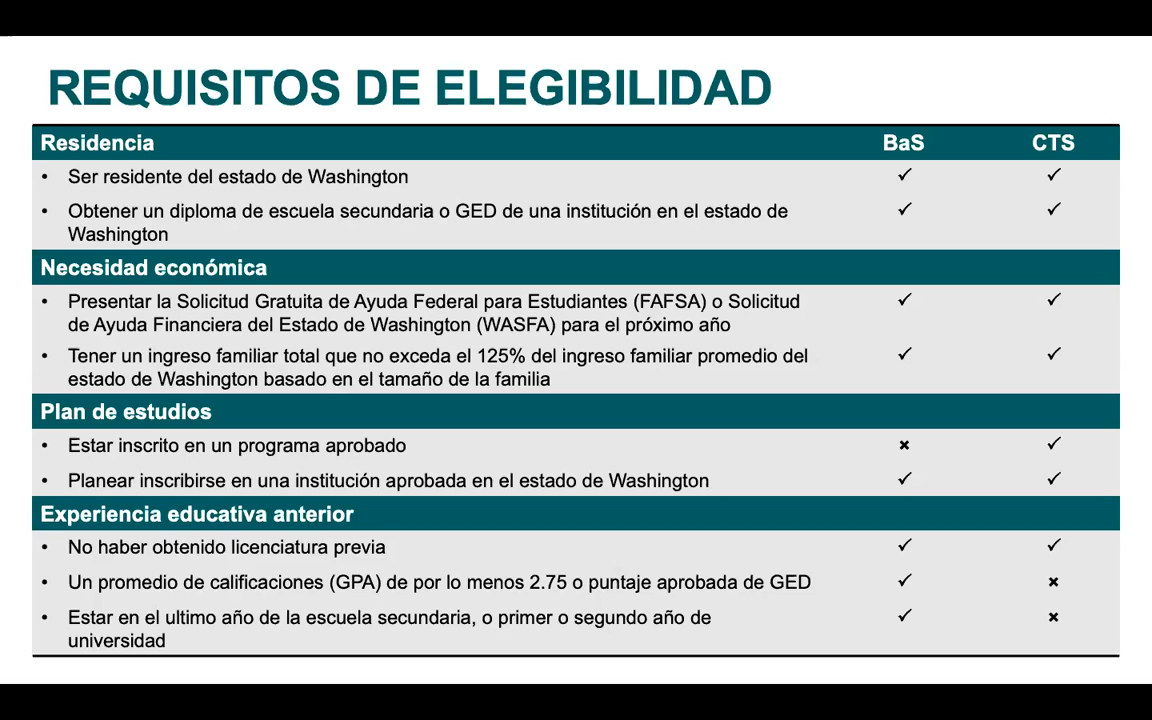 REQUISITOS DE ELEGIBILIDAD
Residencia BaS CTS
• Ser residente del estado de Washington ✓ ✓
• Obtener un diploma de escuela secundaria o GED de una institución en el estado de ✓ ✓
Washington
Necesidad económica
• Presentar la Solicitud Gratuita de Ayuda Federal para Estudiantes (FAFSA) o Solicitud ✓ ✓
de Ayuda Financiera del Estado de Washington (WASFA) para el próximo año
• Tener un ingreso familiar total que no exceda el 125% del ingreso familiar promedio del ✓ ✓
estado de Washington basado en el tamaño de la familia
Plan de estudios
• Estar inscrito en un programa aprobado × ✓
• Planear inscribirse en una institución aprobada en el estado de Washington ✓ ✓
Experiencia educativa anterior
• No haber obtenido licenciatura previa ✓ ✓
• Un promedio de calificaciones (GPA) de por lo menos 2.75 o puntaje aprobada de GED ✓ ×
• Estar en el ultimo año de la escuela secundaria, o primer o segundo año de ✓ ×
universidad